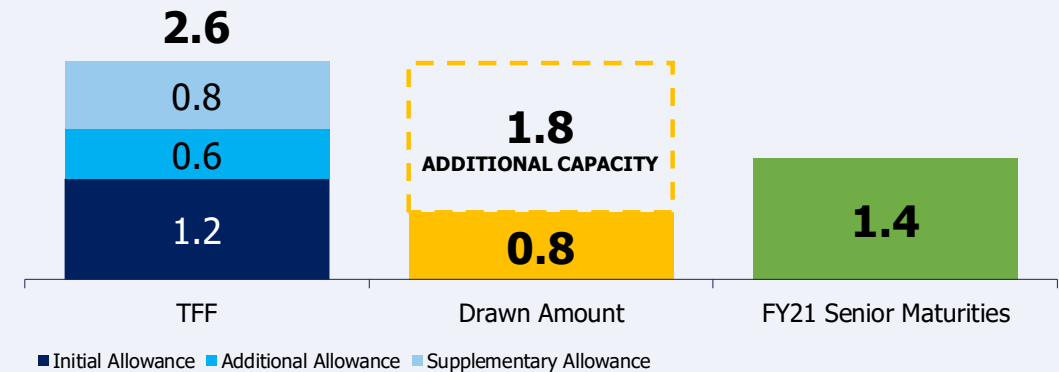 2.6
0.8
0.6
1.2
1.8
ADDITIONAL CAPACITY
0.8
1.4
TFF
Drawn Amount
FY21 Senior Maturities
Initial Allowance Additional Allowance Supplementary Allowance